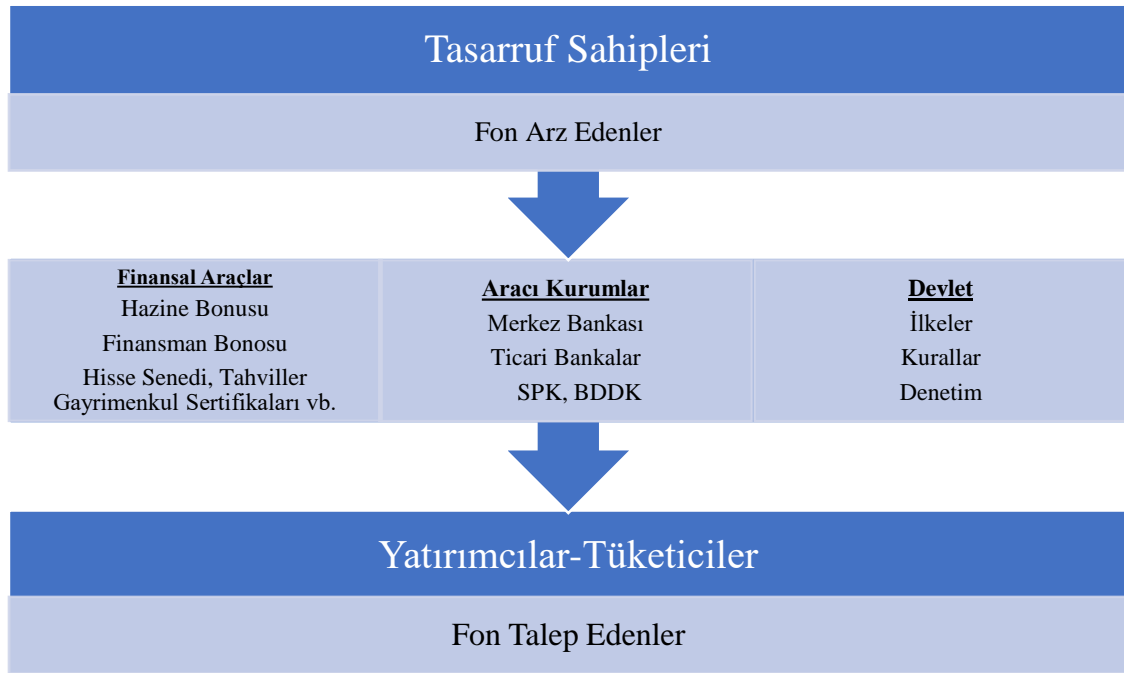 Tasarruf Sahipleri
Fon Arz Edenler
Finansal Araçlar
Hazine Bonusu
Finansman Bonosu
Hisse Senedi, Tahviller
Gayrimenkul Sertifikaları vb.
Aracı Kurumlar
Merkez Bankası
Ticari Bankalar
SPK, BDDK
Devlet
İlkeler
Kurallar
Denetim
Yatırımcılar-Tüketiciler
Fon Talep Edenler